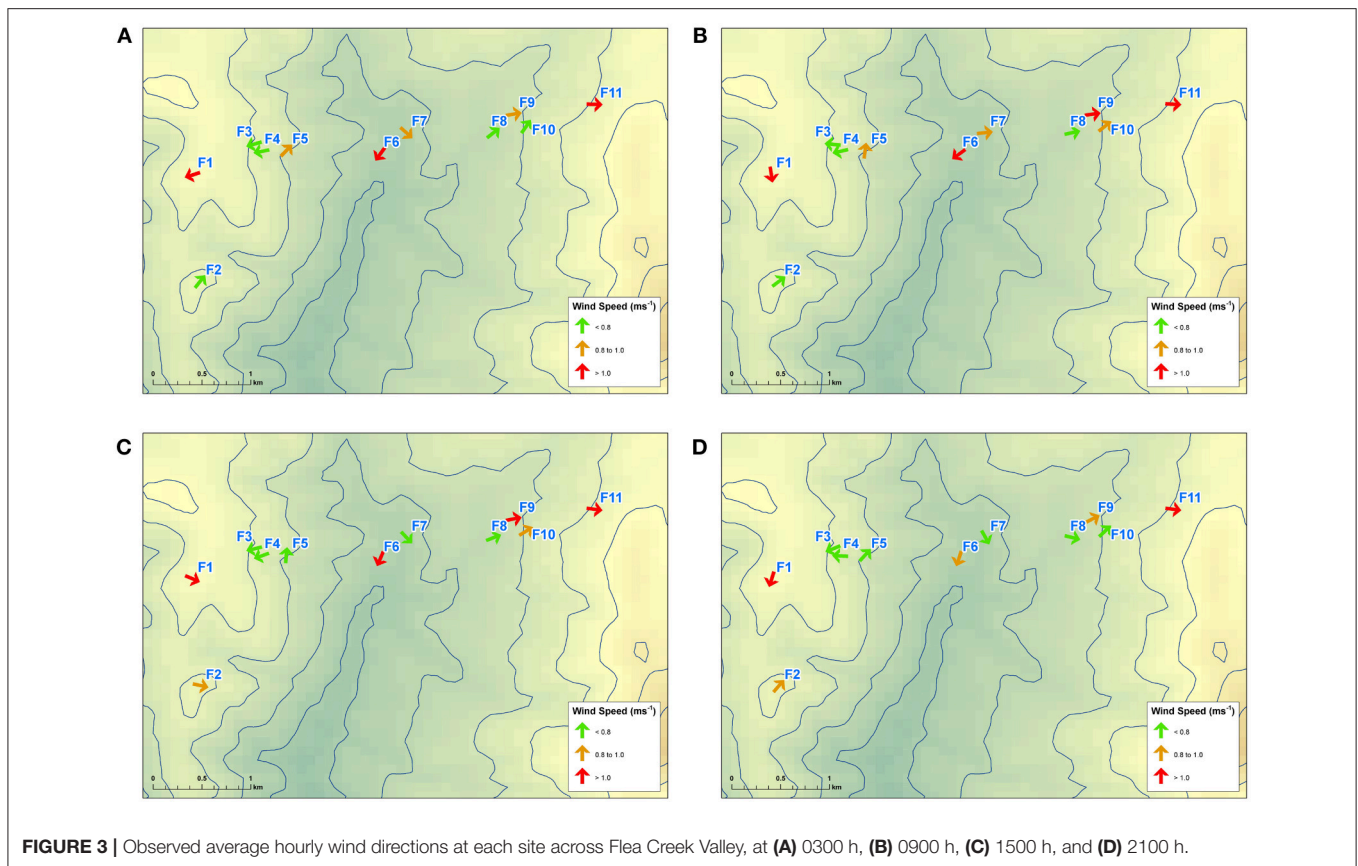 A
F11
F9
F3
F4
F5
F7
F8
F10
F6
F1
F2
Wind Speed (ms-1)
< 0.8
0.8 to 1.0
> 1.0
0 0.5 1
km
B
F11
F9
F3
F4
F5
F7
F8
F10
F6
F1
F2
Wind Speed (ms-1)
< 0.8
0.8 to 1.0
> 1.0
0 0.5 1
km
C
F11
F9
F3
F4
F5
F7
F8
F10
F6
F1
F2
Wind Speed (ms-1)
< 0.8
0.8 to 1.0
> 1.0
0 0.5 1
km
D
F11
F9
F3
F4
F5
F7
F8
F10
F6
F1
F2
Wind Speed (ms-1)
< 0.8
0.8 to 1.0
> 1.0
0 0.5 1
km
FIGURE 3 | Observed average hourly wind directions at each site across Flea Creek Valley, at (A) 0300 h, (B) 0900 h, (C) 1500 h, and (D) 2100 h.